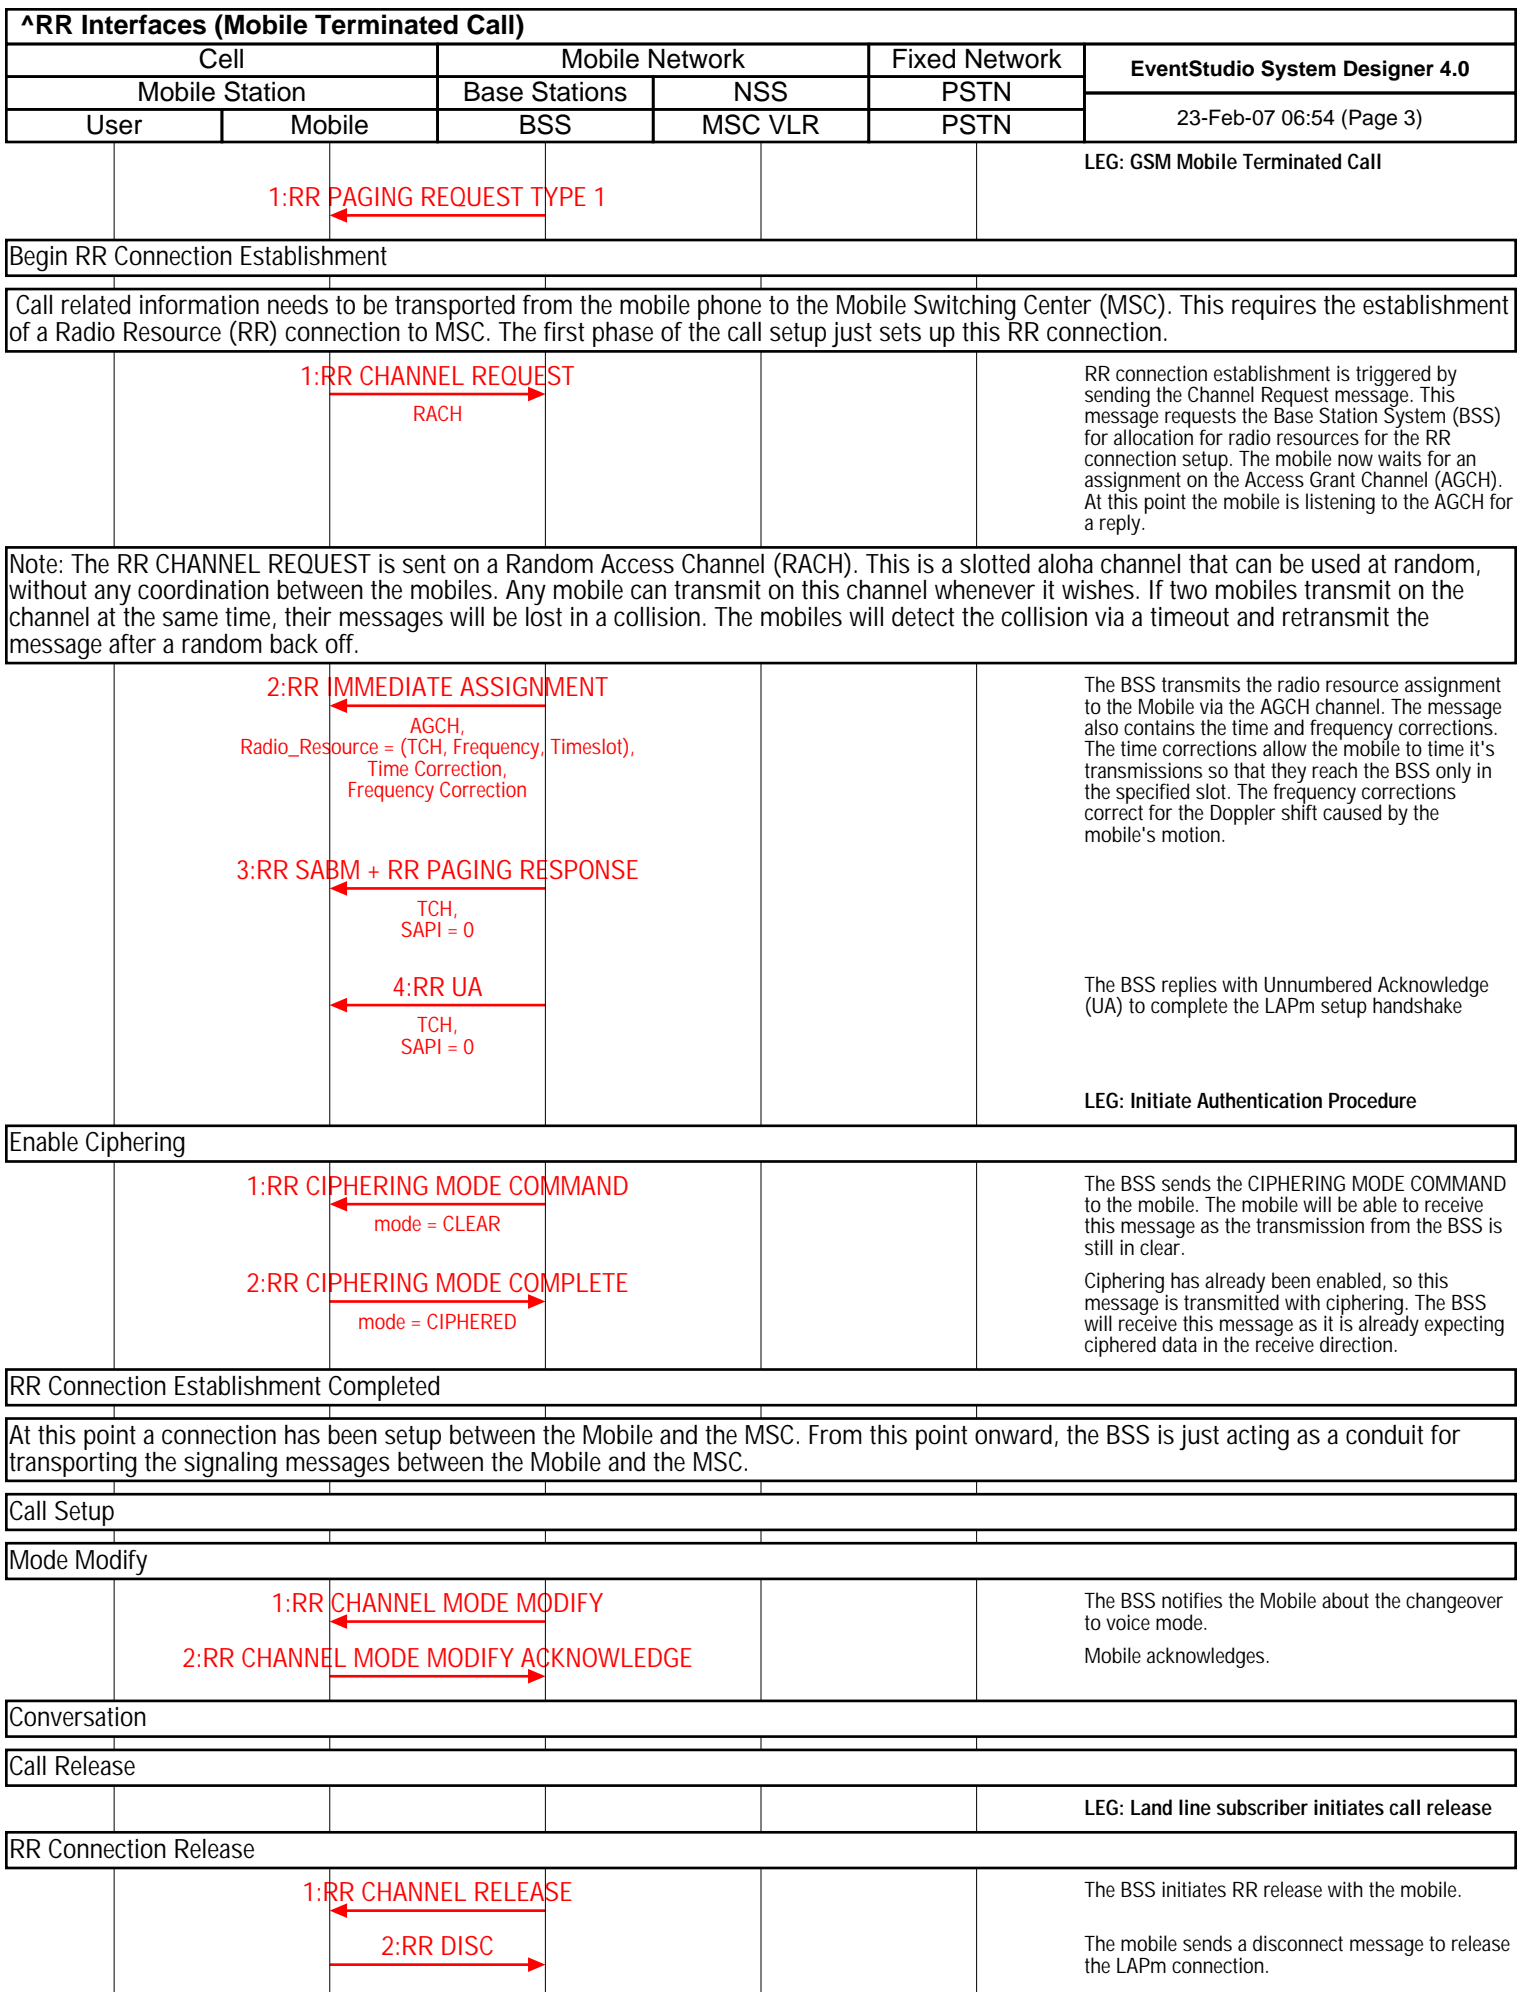 ^RR Interfaces (Mobile Terminated Call)
Cell
Mobile Network
Fixed Network
EventStudio System Designer 4.0
Mobile Station
Base Stations
NSS
PSTN
23-Feb-07 06:54 (Page 3)
User
Mobile
BSS
MSC VLR
PSTN
LEG: GSM Mobile Terminated Call
1:RR PAGING REQUEST TYPE 1
Begin RR Connection Establishment
Call related information needs to be transported from the mobile phone to the Mobile Switching Center (MSC). This requires the establishment
of a Radio Resource (RR) connection to MSC. The first phase of the call setup just sets up this RR connection.
1:RR CHANNEL REQUEST
RACH
RR connection establishment is triggered by
sending the Channel Request message. This
message requests the Base Station System (BSS)
for allocation for radio resources for the RR
connection setup. The mobile now waits for an
assignment on the Access Grant Channel (AGCH).
At this point the mobile is listening to the AGCH for
a reply.
Note: The RR CHANNEL REQUEST is sent on a Random Access Channel (RACH). This is a slotted aloha channel that can be used at random,
without any coordination between the mobiles. Any mobile can transmit on this channel whenever it wishes. If two mobiles transmit on the
channel at the same time, their messages will be lost in a collision. The mobiles will detect the collision via a timeout and retransmit the
message after a random back off.
2:RR IMMEDIATE ASSIGNMENT
AGCH,
Radio_Resource = (TCH, Frequency, Timeslot),
Time Correction,
Frequency Correction
The BSS transmits the radio resource assignment
to the Mobile via the AGCH channel. The message
also contains the time and frequency corrections.
The time corrections allow the mobile to time it's
transmissions so that they reach the BSS only in
the specified slot. The frequency corrections
correct for the Doppler shift caused by the
mobile's motion.
3:RR SABM + RR PAGING RESPONSE
TCH,
SAPI = 0
4:RR UA
TCH,
SAPI = 0
The BSS replies with Unnumbered Acknowledge
(UA) to complete the LAPm setup handshake
LEG: Initiate Authentication Procedure
Enable Ciphering
1:RR CIPHERING MODE COMMAND
mode = CLEAR
The BSS sends the CIPHERING MODE COMMAND
to the mobile. The mobile will be able to receive
this message as the transmission from the BSS is
still in clear.
2:RR CIPHERING MODE COMPLETE
mode = CIPHERED
Ciphering has already been enabled, so this
message is transmitted with ciphering. The BSS
will receive this message as it is already expecting
ciphered data in the receive direction.
RR Connection Establishment Completed
At this point a connection has been setup between the Mobile and the MSC. From this point onward, the BSS is just acting as a conduit for
transporting the signaling messages between the Mobile and the MSC.
Call Setup
Mode Modify
1:RR CHANNEL MODE MODIFY
The BSS notifies the Mobile about the changeover
to voice mode.
2:RR CHANNEL MODE MODIFY ACKNOWLEDGE
Mobile acknowledges.
Conversation
Call Release
LEG: Land line subscriber initiates call release
RR Connection Release
1:RR CHANNEL RELEASE
The BSS initiates RR release with the mobile.
2:RR DISC
The mobile sends a disconnect message to release
the LAPm connection.